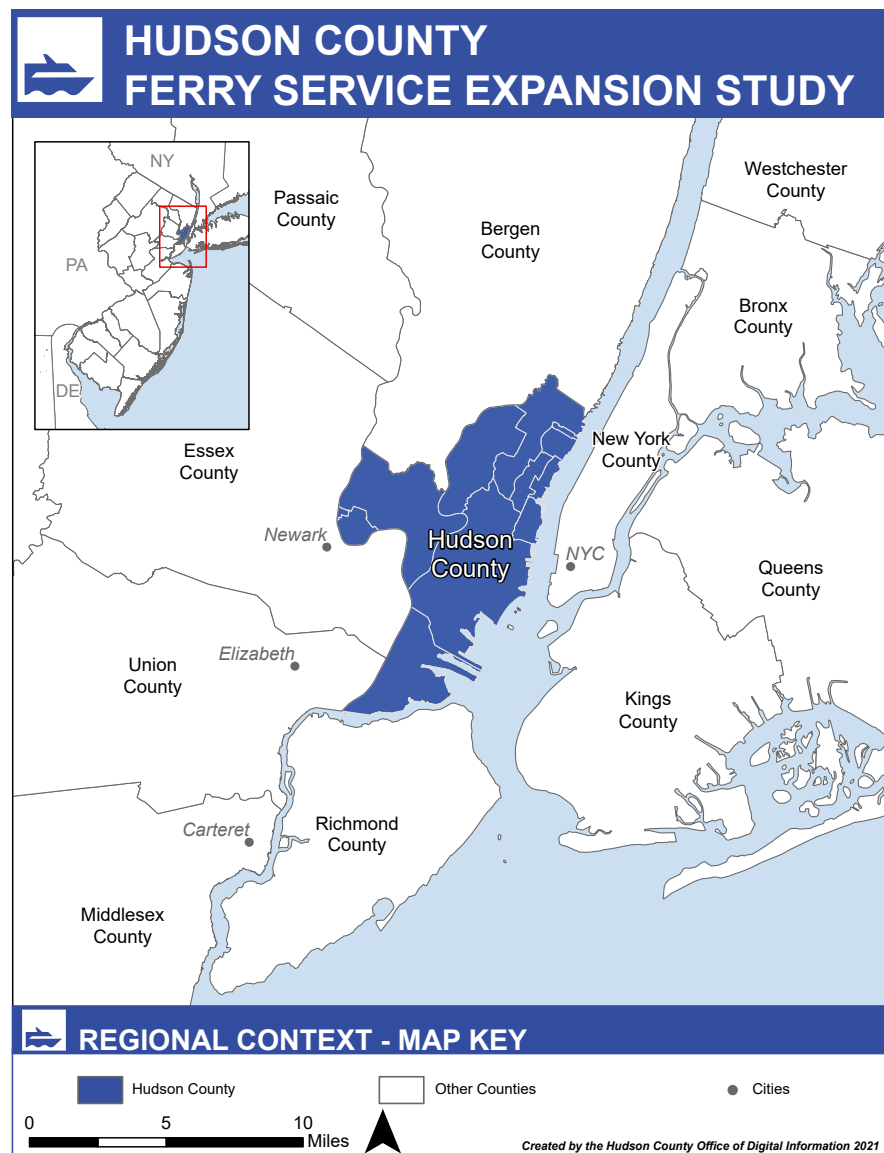 HUDSON COUNTY
FERRY SERVICE EXPANSION STUDY
NY
PA
DE
Passaic
County
Bergen
County
Westchester
County
Bronx
County
Essex
County
New York
County
Newark
Hudson
County
NYC
Queens
County
Union
County
Elizabeth
Kings
County
Carteret
Richmond
County
Middlesex
County
REGIONAL CONTEXT - MAP KEY
Hudson County
Other Counties
Cities
0 5 10
Miles
Created by the Hudson County Office of Digital Information 2021